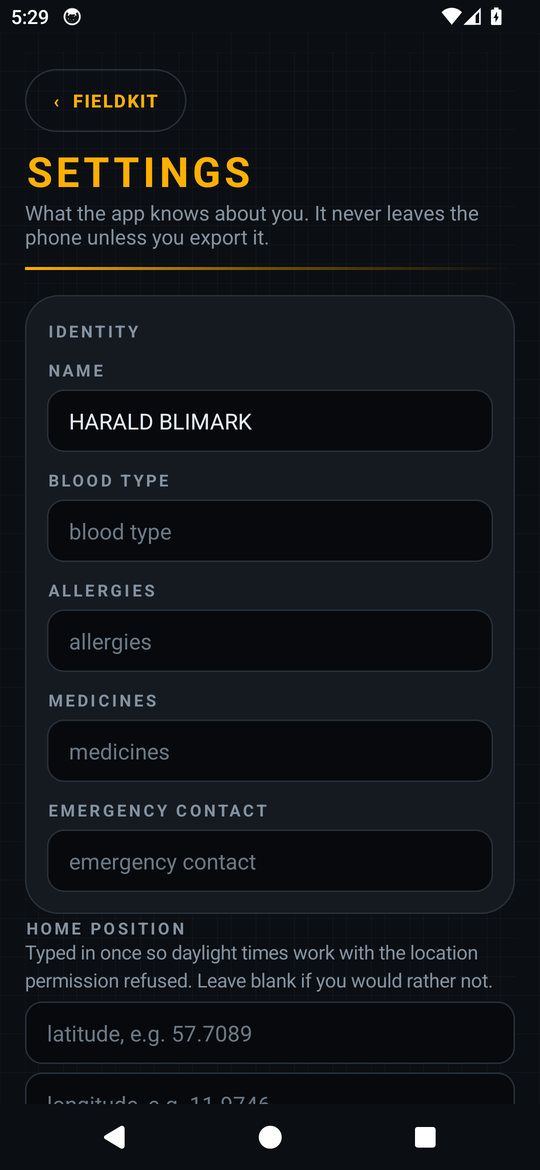 5:29
‹ FIELDKIT
SETTINGS
What the app knows about you. It never leaves the
phone unless you export it.
IDENTITY
NAME
HARALD BLIMARK
BLOOD TYPE
blood type
ALLERGIES
allergies
MEDICINES
medicines
EMERGENCY CONTACT
emergency contact
HOME POSITION
Typed in once so daylight times work with the location
permission refused. Leave blank if you would rather not.
latitude, e.g. 57.7089
longitude, e.g. 11.9746